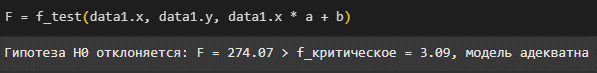 F = f_test(data1.x, data1.y, data1.x * a + b)
Гипотеза H0 отклоняется: F = 274.07 > f_критическое = 3.09, модель адекватна